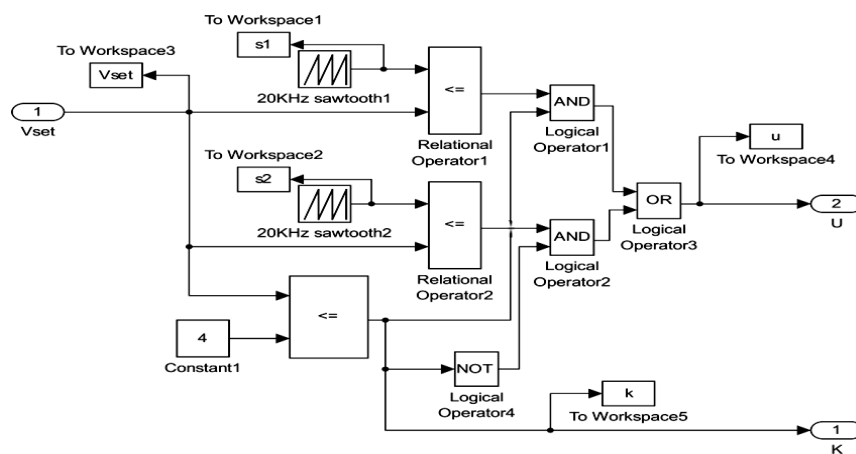 To Workspace1
s1
To Workspace3
Vset
20KHz sawtooth1
<=
Relational
Operator1
AND
Logical
Operator1
1
Vset
To Workspace2
s2
20KHz sawtooth2
<=
Relational
Operator2
AND
Logical
Operator2
OR
Logical
Operator3
u
To Workspace4
2
U
<=
4
Constant1
NOT
Logical
Operator4
k
To Workspace5
1
K